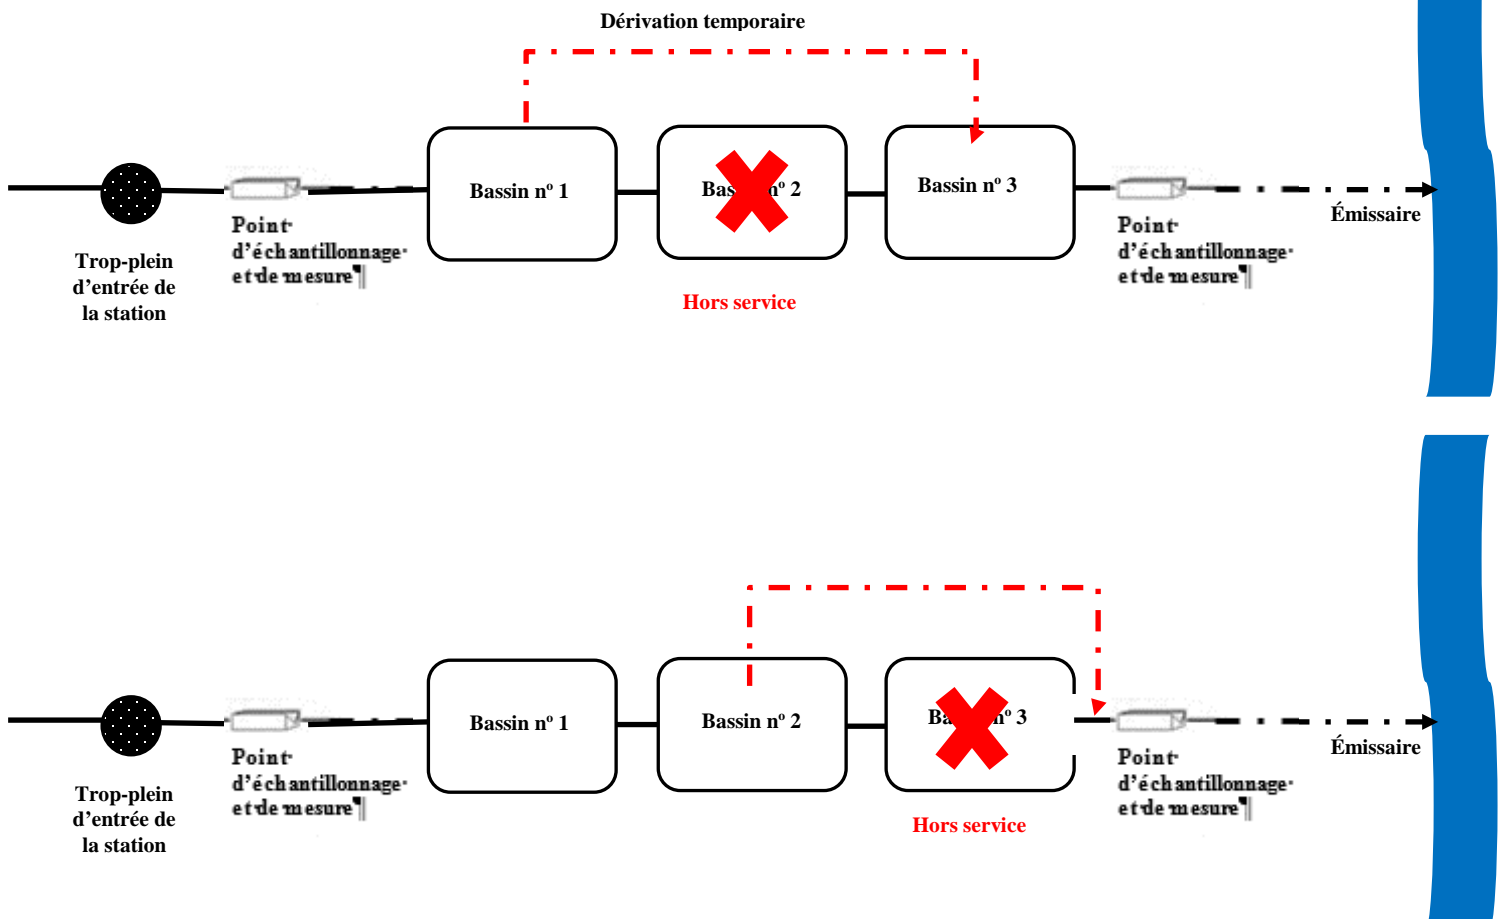 Dérivation temporaire
Bassin nº 1
Bassin nº 2
Bassin nº 3
Émissaire
Point
d'échantillonnage
et de mesure¶
Point
d'échantillonnage
et de mesure¶
Trop-plein
d'entrée de
la station
Hors service
Bassin nº 1
Bassin nº 2
Bassin nº 3
Émissaire
Point
d'échantillonnage
et de mesure¶
Point
d'échantillonnage
et de mesure¶
Trop-plein
d'entrée de
la station
Hors service